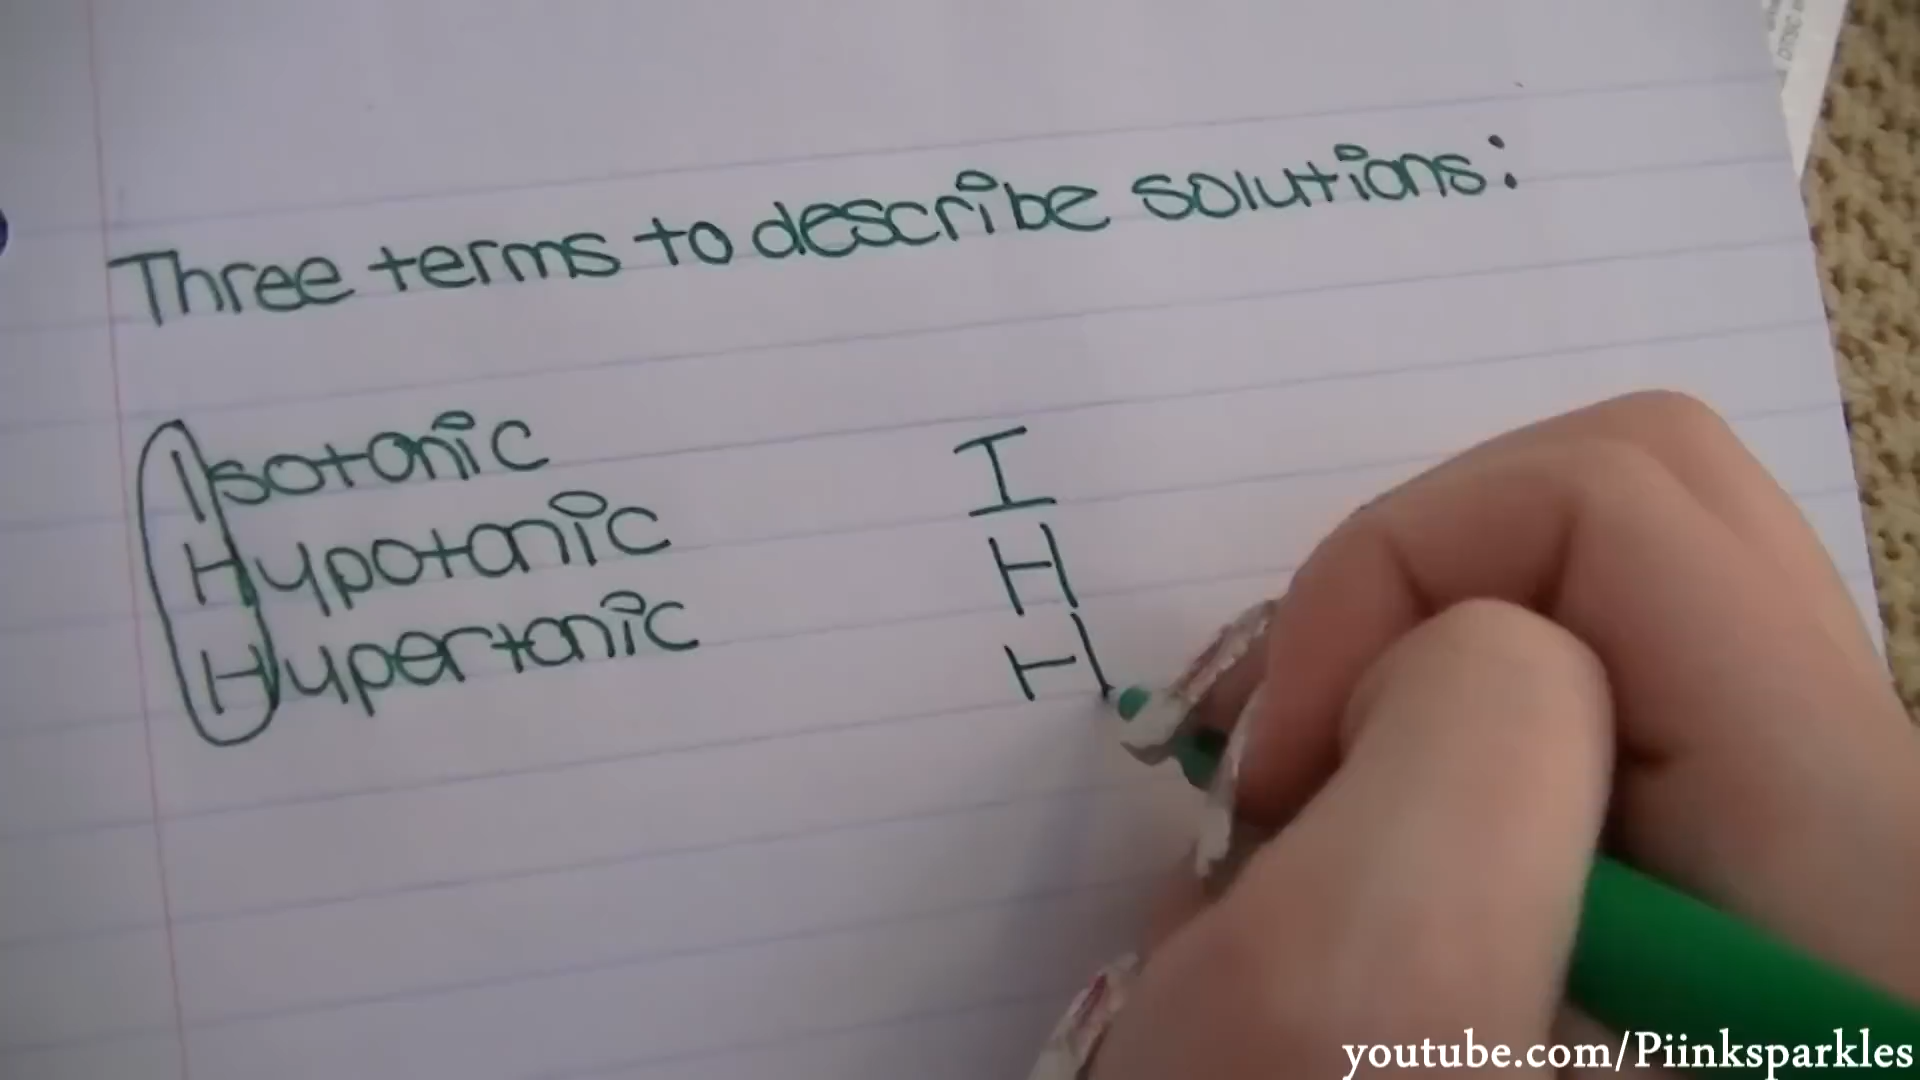 Three terms to describe solutions:
Isotonic
Hypotonic
Hypertonic
I
H
H
youtube.com/Piinksparkles